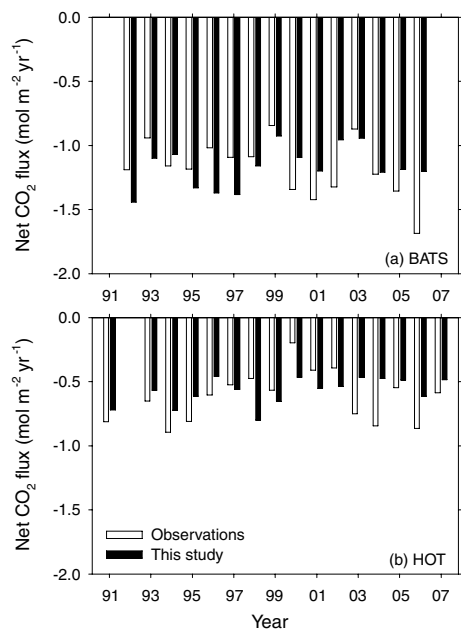 Net CO2 flux (mol m-2 yr-1)
0.0
-0.5
-1.0
-1.5
-2.0
(a) BATS
91 93 95 97 99 01 03 05 07
Net CO2 flux (mol m-2 yr-1)
0.0
-0.5
-1.0
-1.5
-2.0
Observations
This study
(b) HOT
91 93 95 97 99 01 03 05 07
Year